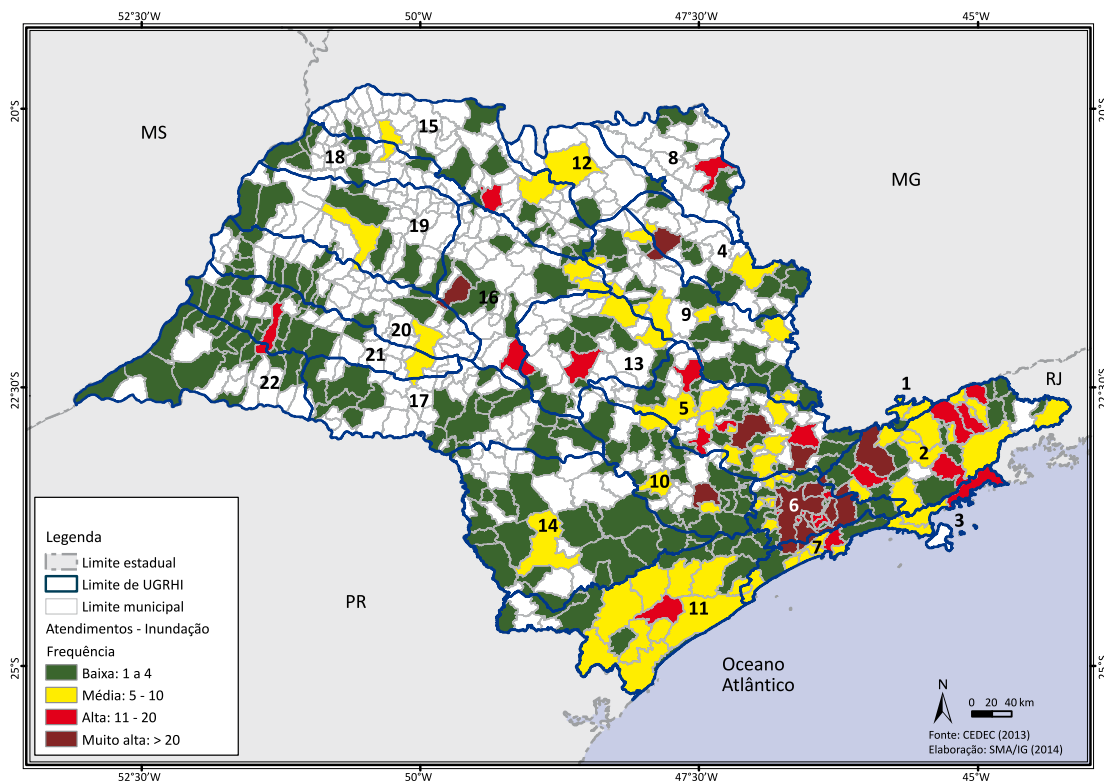 52°30'W 50°W 47°30'W 45°W
20°S
20°S
MS
MG
RJ
PR
15
18
12
8
19
4
16
9
20
21
13
22
17
5
1
2
10
6
3
14
7
11
22°30'S
22°30'S
25°S
25°S
Oceano
Atlântico
Legenda
Limite estadual
Limite de UGRHI
Limite municipal
Atendimentos - Inundação
Frequência
Baixa: 1 a 4
Média: 5 - 10
Alta: 11 - 20
Muito alta: > 20
N
0 20 40 km
Fonte: CEDEC (2013)
Elaboração: SMA/IG (2014)
52°30'W 50°W 47°30'W 45°W